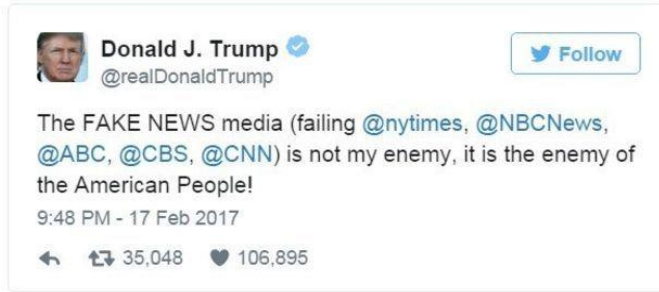 Donald J. Trump
@realDonaldTrump
Follow
The FAKE NEWS media (failing @nytimes, @NBCNews,
@ABC, @CBS, @CNN) is not my enemy, it is the enemy of
the American People!
9:48 PM - 17 Feb 2017
35,048 106,895